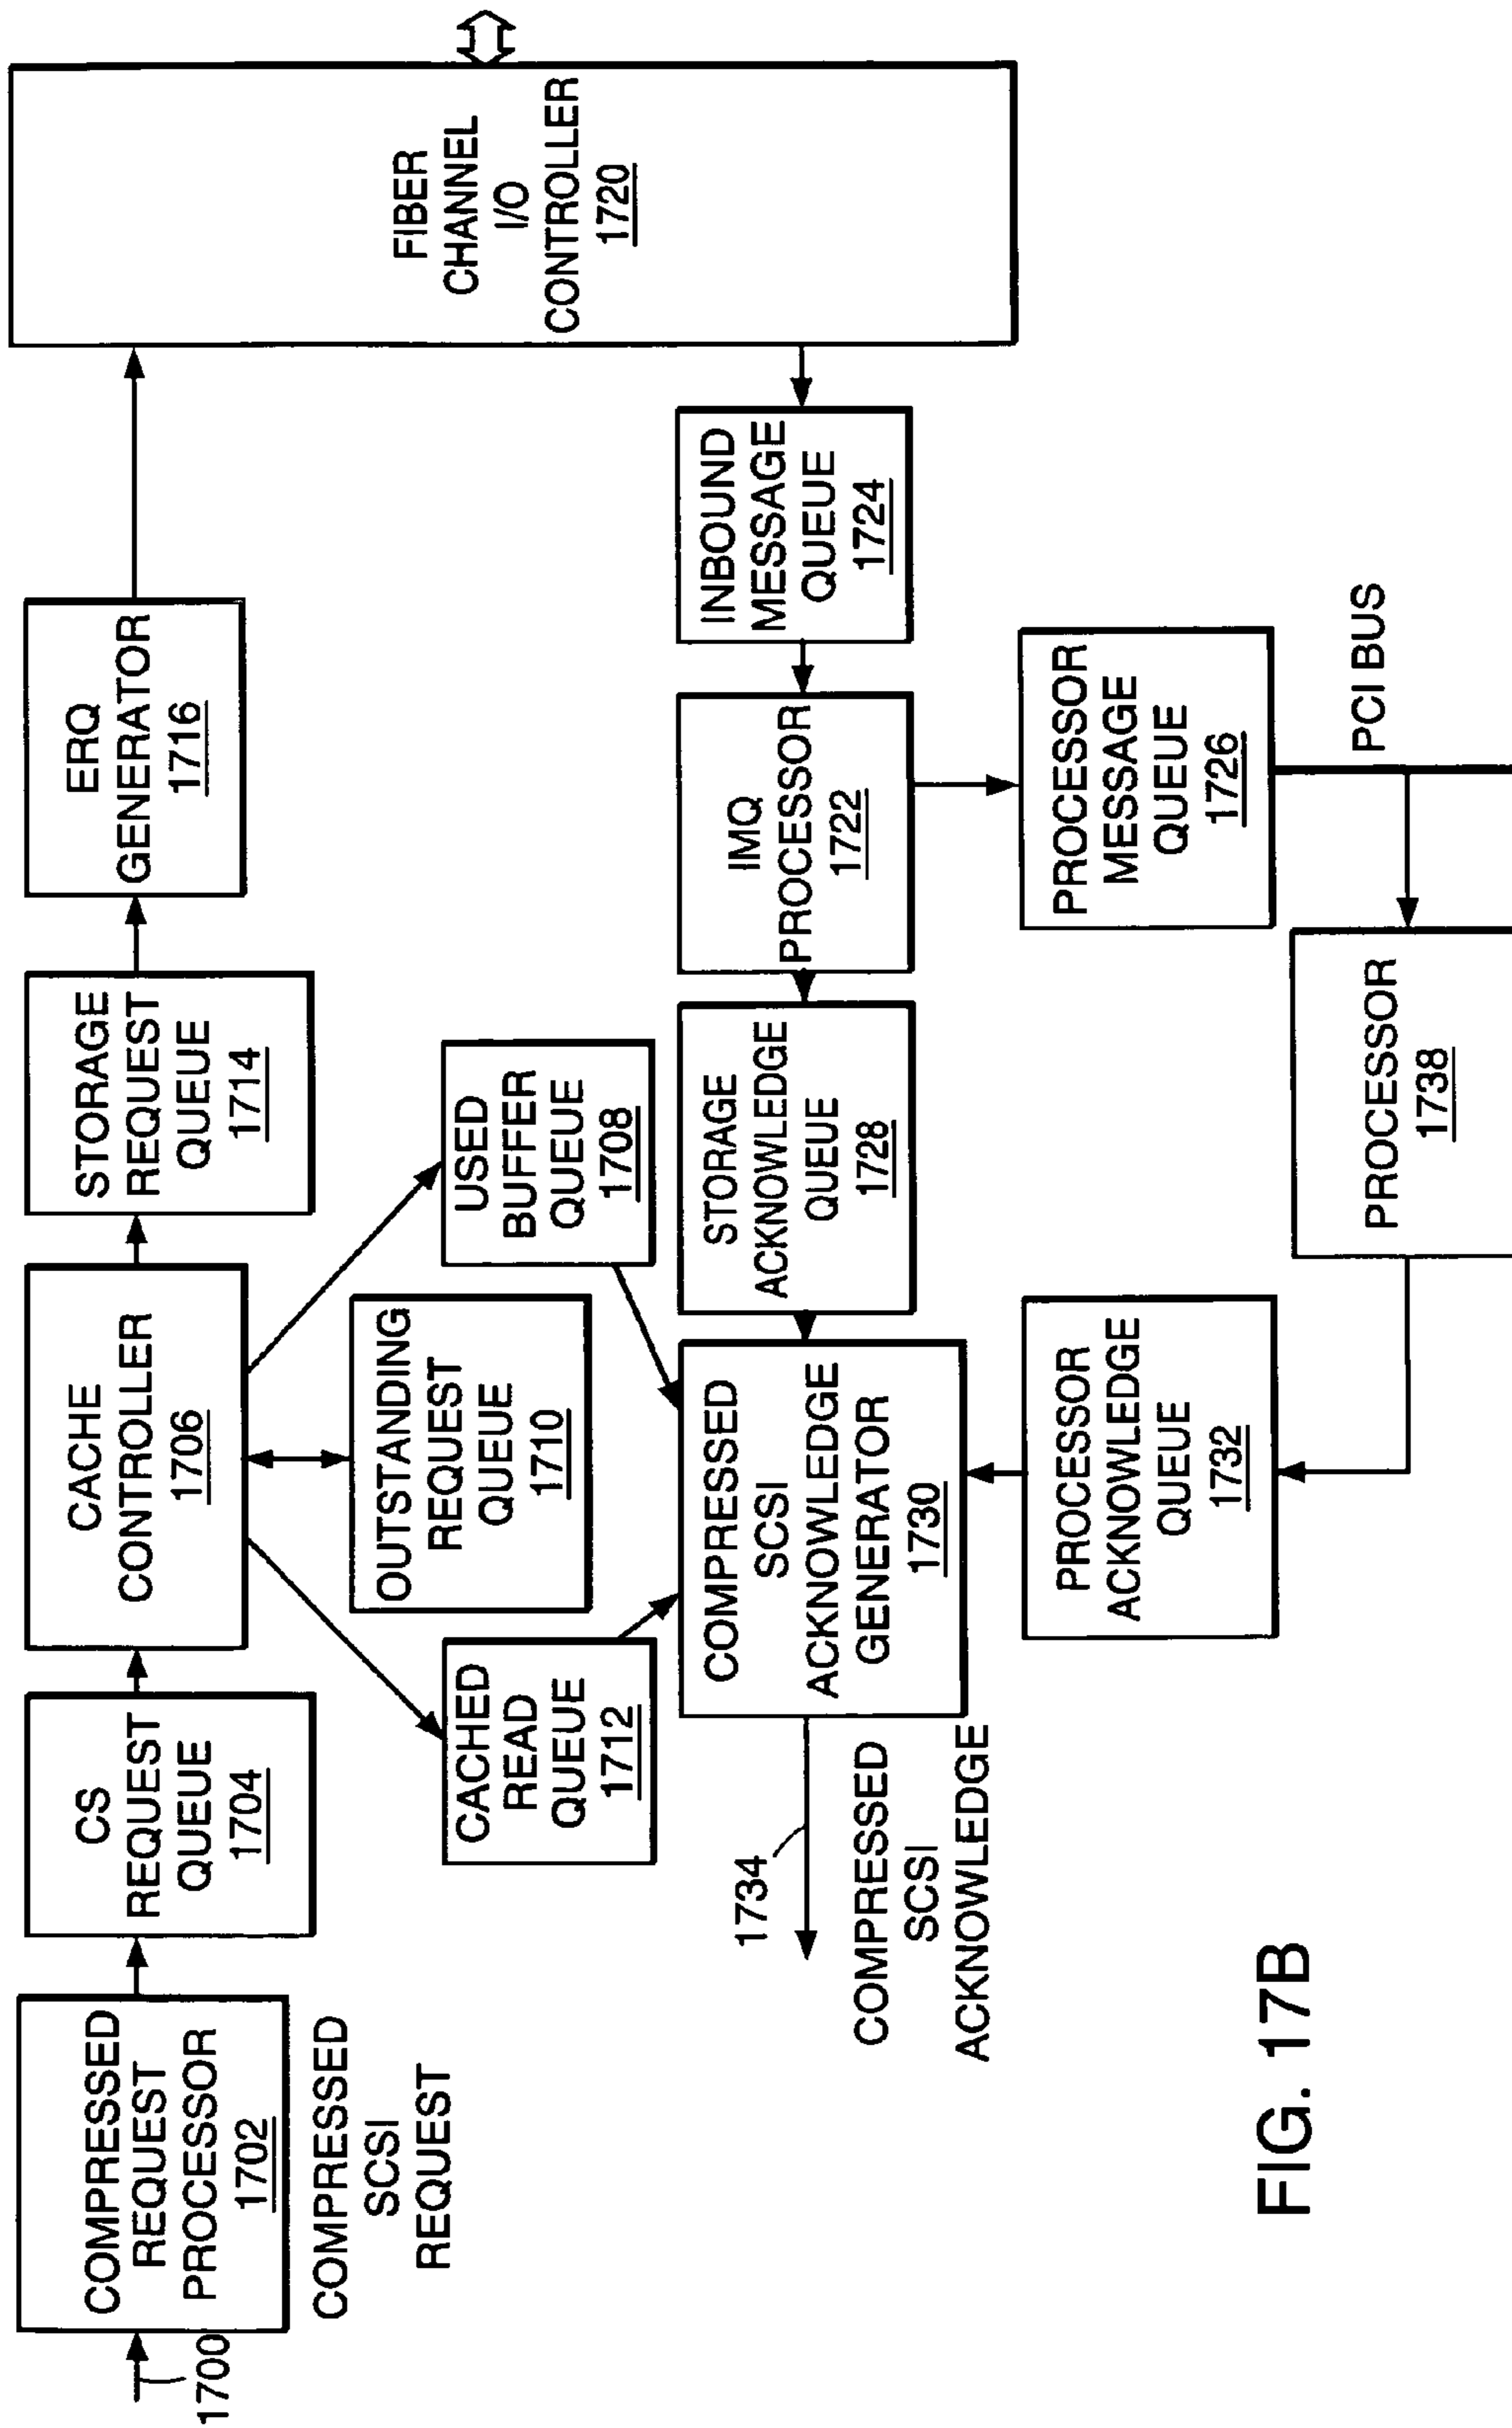 1700
COMPRESSED
REQUEST
PROCESSOR
1702
COMPRESSED
SCSI
REQUEST
CS
REQUEST
QUEUE
1704
CACHE
CONTROLLER
1706
STORAGE
REQUEST
QUEUE
1714
ERQ
GENERATOR
1716
FIBER
CHANNEL
I/O
CONTROLLER
1720
CACHED
READ
QUEUE
1712
OUTSTANDING
REQUEST
QUEUE
1710
USED
BUFFER
QUEUE
1708
1734
COMPRESSED
SCSI
ACKNOWLEDGE
COMPRESSED
SCSI
ACKNOWLEDGE
GENERATOR
1730
STORAGE
ACKNOWLEDGE
QUEUE
1728
IMQ
PROCESSOR
1722
INBOUND
MESSAGE
QUEUE
1724
PROCESSOR
ACKNOWLEDGE
QUEUE
1732
PROCESSOR
MESSAGE
QUEUE
1726
PROCESSOR
1738
PCI BUS
FIG. 17B